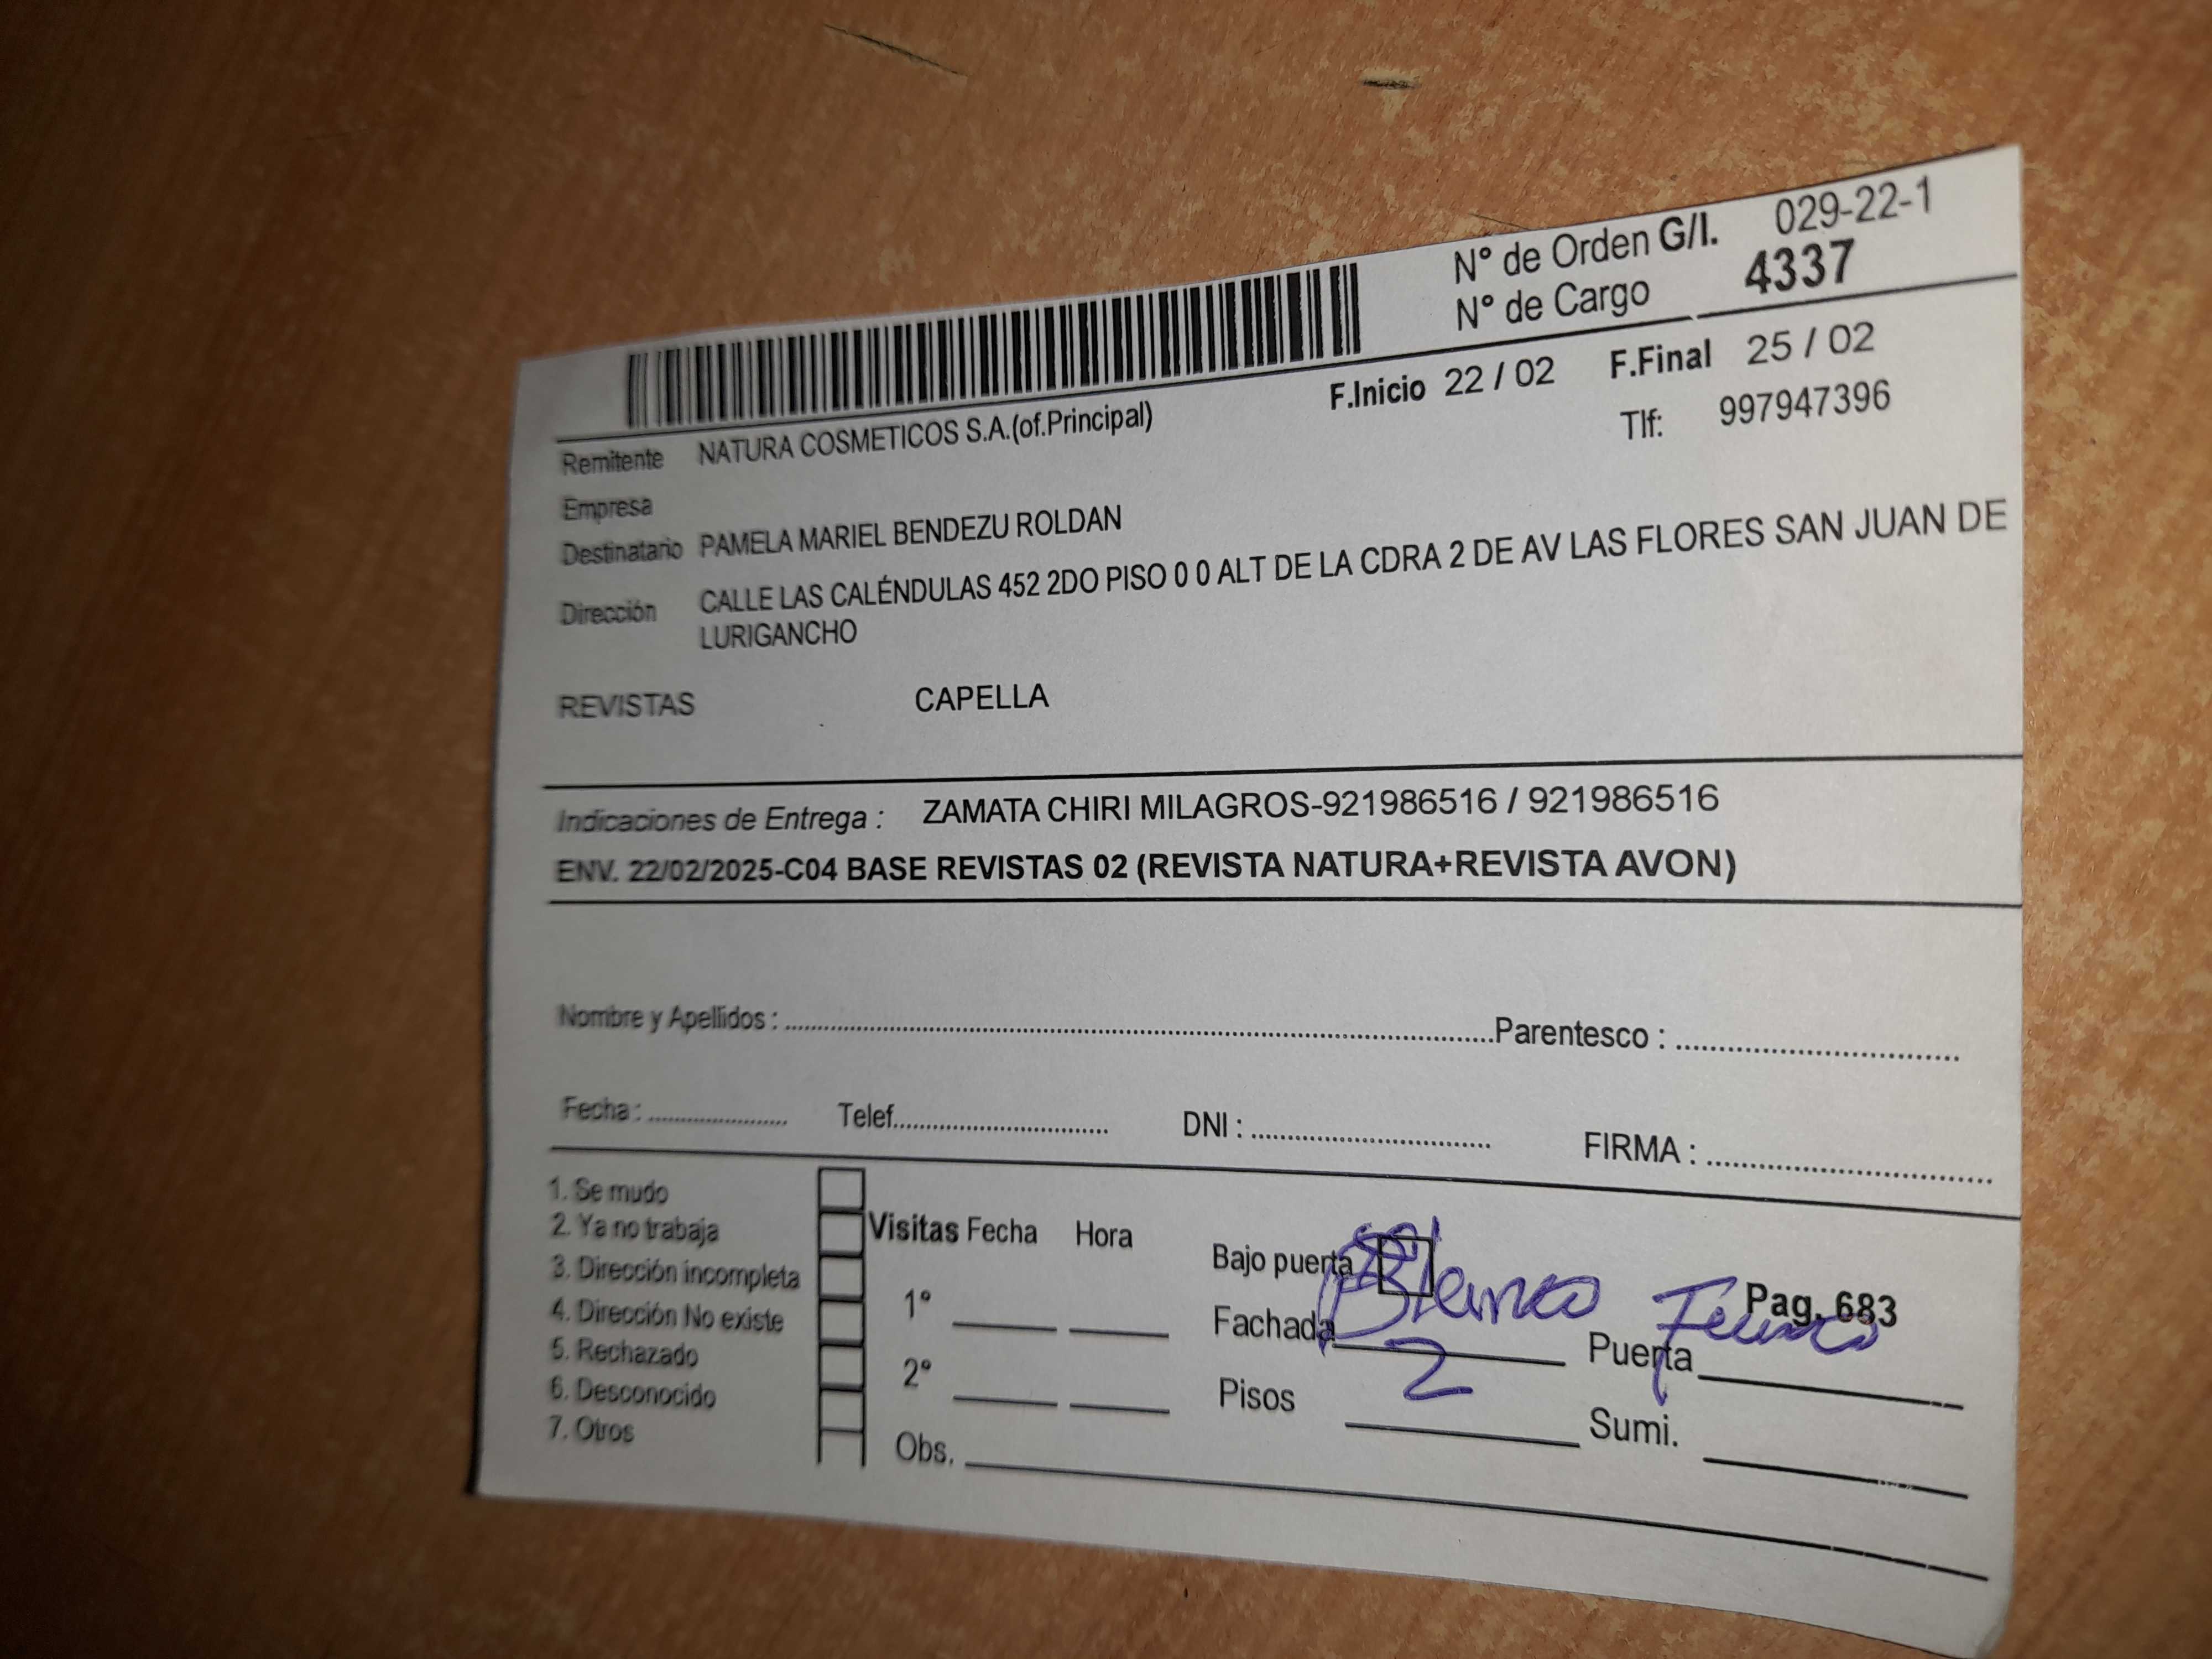 N° de Orden G/I. 029-22-1
N° de Cargo 4337
F.Inicio 22 / 02 F.Final 25 / 02
Remitente NATURA COSMETICOS S.A.(of.Principal) Tlf: 997947396
Empresa
Destinatario PAMELA MARIEL BENDEZU ROLDAN
Dirección CALLE LAS CALÉNDULAS 452 2DO PISO 0 0 ALT DE LA CDRA 2 DE AV LAS FLORES SAN JUAN DE
LURIGANCHO
REVISTAS CAPELLA
Indicaciones de Entrega : ZAMATA CHIRI MILAGROS-921986516 / 921986516
ENV. 22/02/2025-C04 BASE REVISTAS 02 (REVISTA NATURA+REVISTA AVON)
Nombre y Apellidos : Parentesco :
Fecha : Telef. DNI : FIRMA :
1. Se mudo
2. Ya no trabaja
3. Dirección incompleta
4. Dirección No existe
5. Rechazado
6. Desconocido
7. Otros
Visitas Fecha Hora
1°
2°
Obs.
Bajo puerta
Pag. 683
Fachada Blanco Puerta
Pisos 2 Sumi.